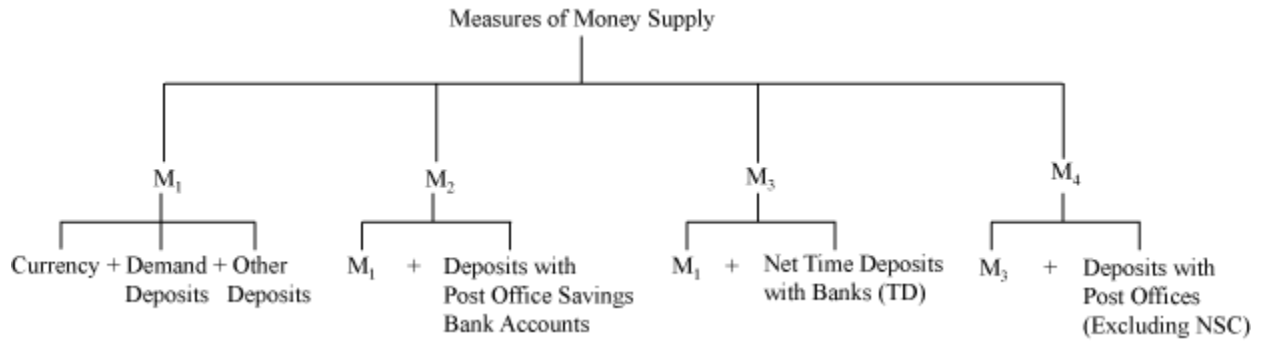 Measures of Money Supply
M₁ M₂ M₃ M₄
Currency + Demand Deposits + Other Deposits
M₁ + Deposits with
Post Office Savings
Bank Accounts
M₁ + Net Time Deposits
with Banks (TD)
M₃ + Deposits with
Post Offices
(Excluding NSC)